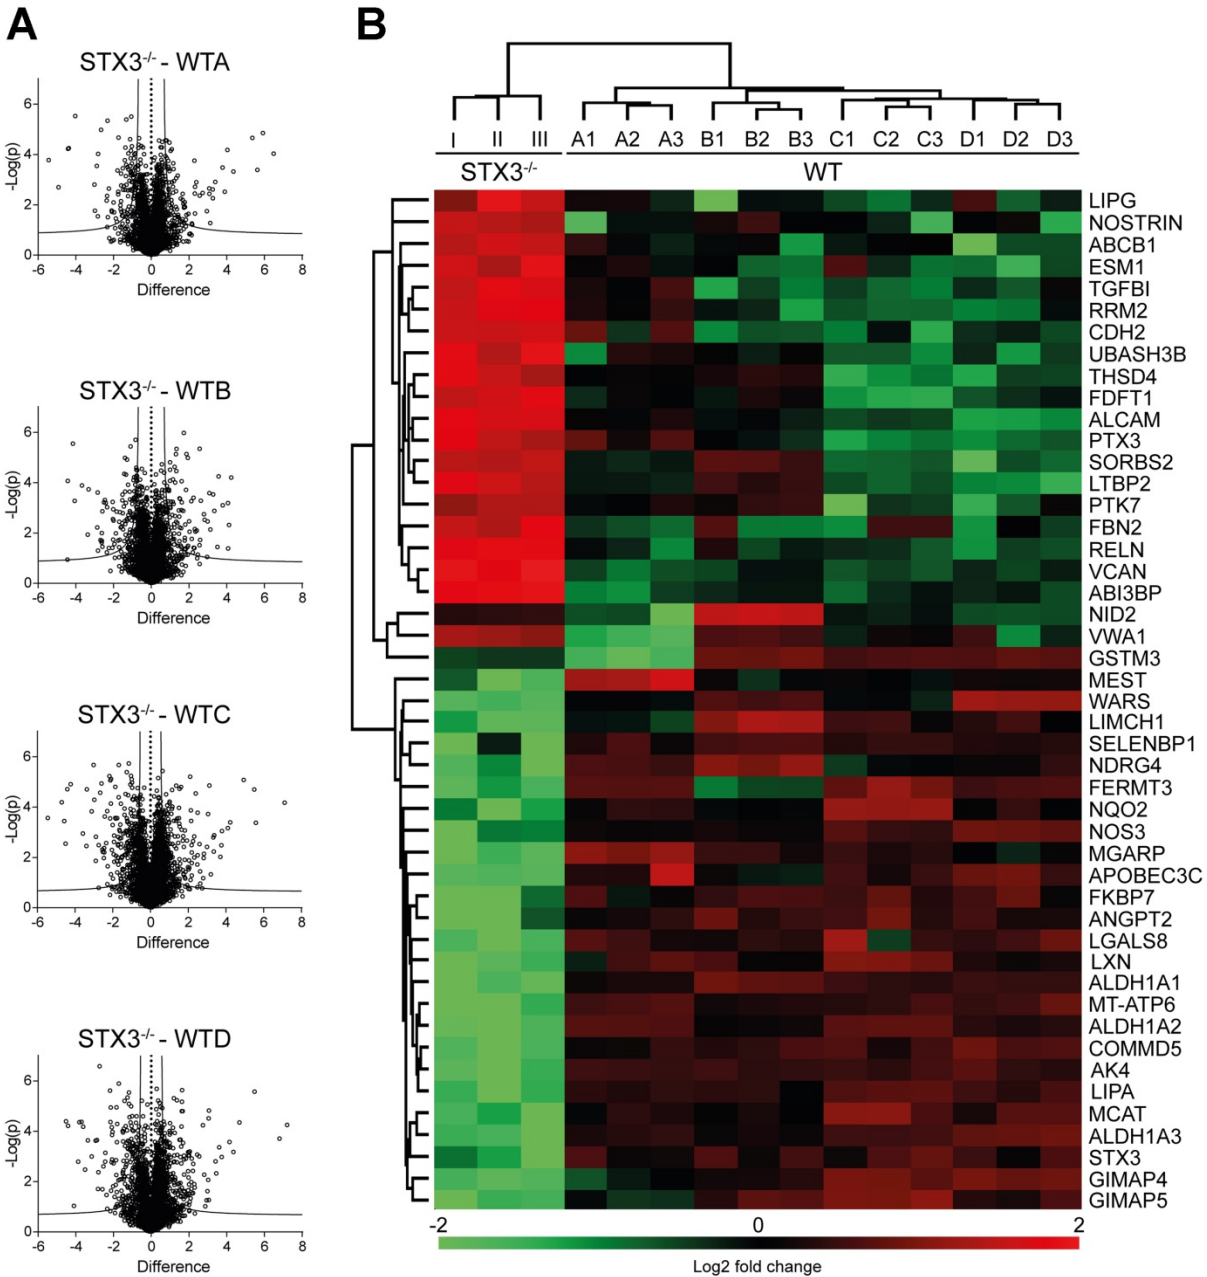 A
STX3-/- - WTA
6
4
2
0
-Log(p)
-6 -4 -2 0 2 4 6 8
Difference
STX3-/- - WTB
6
4
2
0
-Log(p)
-6 -4 -2 0 2 4 6 8
Difference
STX3-/- - WTC
6
4
2
0
-Log(p)
-6 -4 -2 0 2 4 6 8
Difference
STX3-/- - WTD
6
4
2
0
-Log(p)
-6 -4 -2 0 2 4 6 8
Difference
B
I II III A1 A2 A3 B1 B2 B3 C1 C2 C3 D1 D2 D3
STX3-/- WT
LIPG
NOSTRIN
ABCB1
ESM1
TGFBI
RRM2
CDH2
UBASH3B
THSD4
FDFT1
ALCAM
PTX3
SORBS2
LTBP2
PTK7
FBN2
RELN
VCAN
ABI3BP
NID2
VWA1
GSTM3
MEST
WARS
LIMCH1
SELENBP1
NDRG4
FERMT3
NQO2
NOS3
MGARP
APOBEC3C
FKBP7
ANGPT2
LGALS8
LXN
ALDH1A1
MT-ATP6
ALDH1A2
COMMD5
AK4
LIPA
MCAT
ALDH1A3
STX3
GIMAP4
GIMAP5
-2 0 2
Log2 fold change